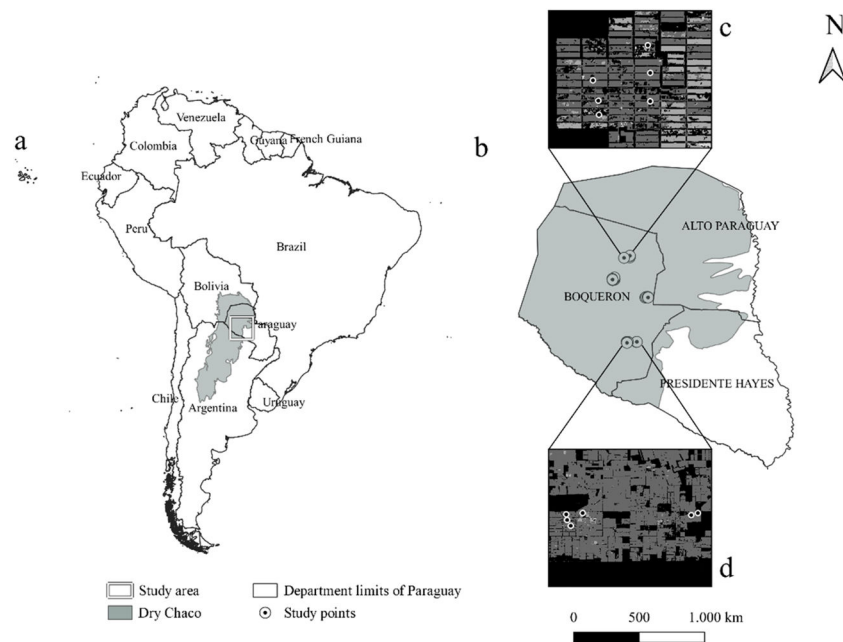 c
N
a
b
Venezuela
Guyana
French Guiana
Colombia
Ecuador
Peru
Brazil
Bolivia
Paraguay
Chile
Argentina
Uruguay
ALTO PARAGUAY
BOQUERON
PRESIDENTE HAYES
d
Study area
Department limits of Paraguay
Dry Chaco
Study points
0 500 1.000 km